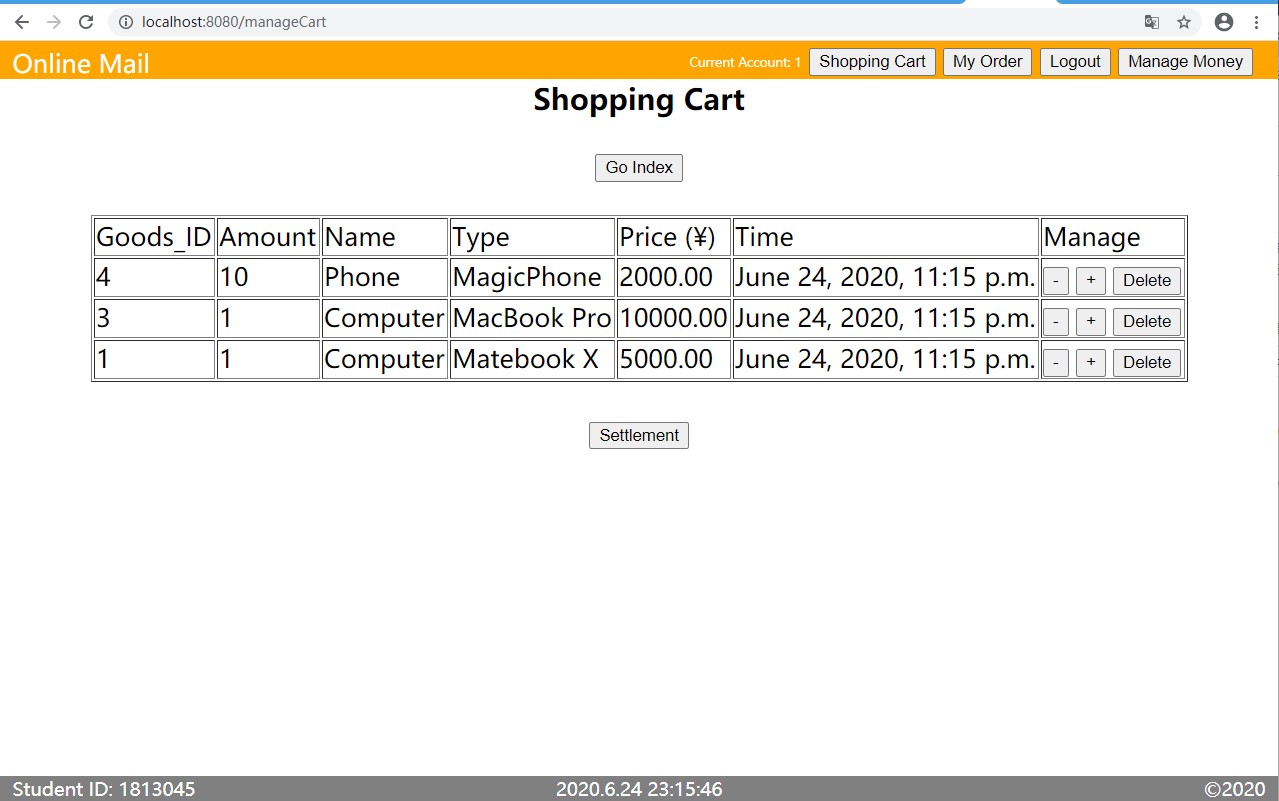 localhost:8080/manageCart
Online Mail Current Account: 1 Shopping Cart My Order Logout Manage Money
Shopping Cart
Go Index
Goods_ID Amount Name Type Price (¥) Time Manage
4 10 Phone MagicPhone 2000.00 June 24, 2020, 11:15 p.m. - + Delete
3 1 Computer MacBook Pro 10000.00 June 24, 2020, 11:15 p.m. - + Delete
1 1 Computer Matebook X 5000.00 June 24, 2020, 11:15 p.m. - + Delete
Settlement
Student ID: 1813045 2020.6.24 23:15:46 ©2020